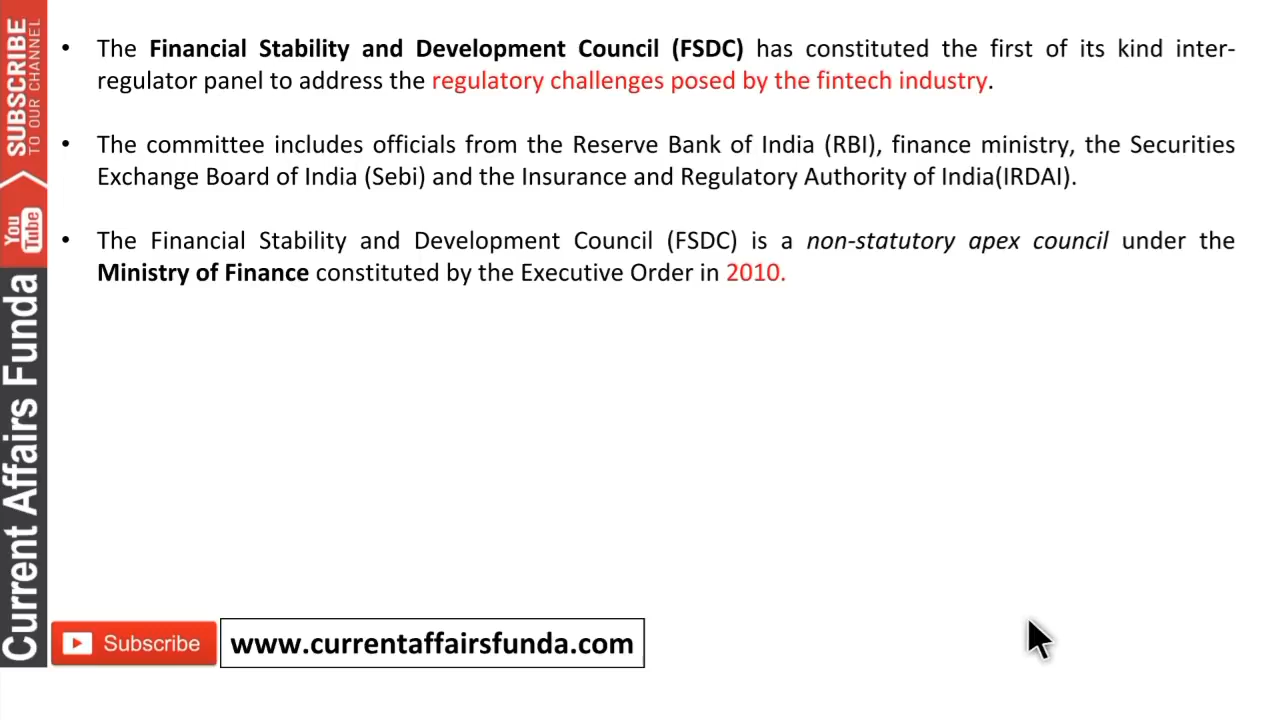 • The Financial Stability and Development Council (FSDC) has constituted the first of its kind inter-
regulator panel to address the regulatory challenges posed by the fintech industry.
• The committee includes officials from the Reserve Bank of India (RBI), finance ministry, the Securities
Exchange Board of India (Sebi) and the Insurance and Regulatory Authority of India(IRDAI).
• The Financial Stability and Development Council (FSDC) is a non-statutory apex council under the
Ministry of Finance constituted by the Executive Order in 2010.
SUBSCRIBE
TO OUR CHANNEL
You
Tube
Current Affairs Funda
Subscribe
www.currentaffairsfunda.com